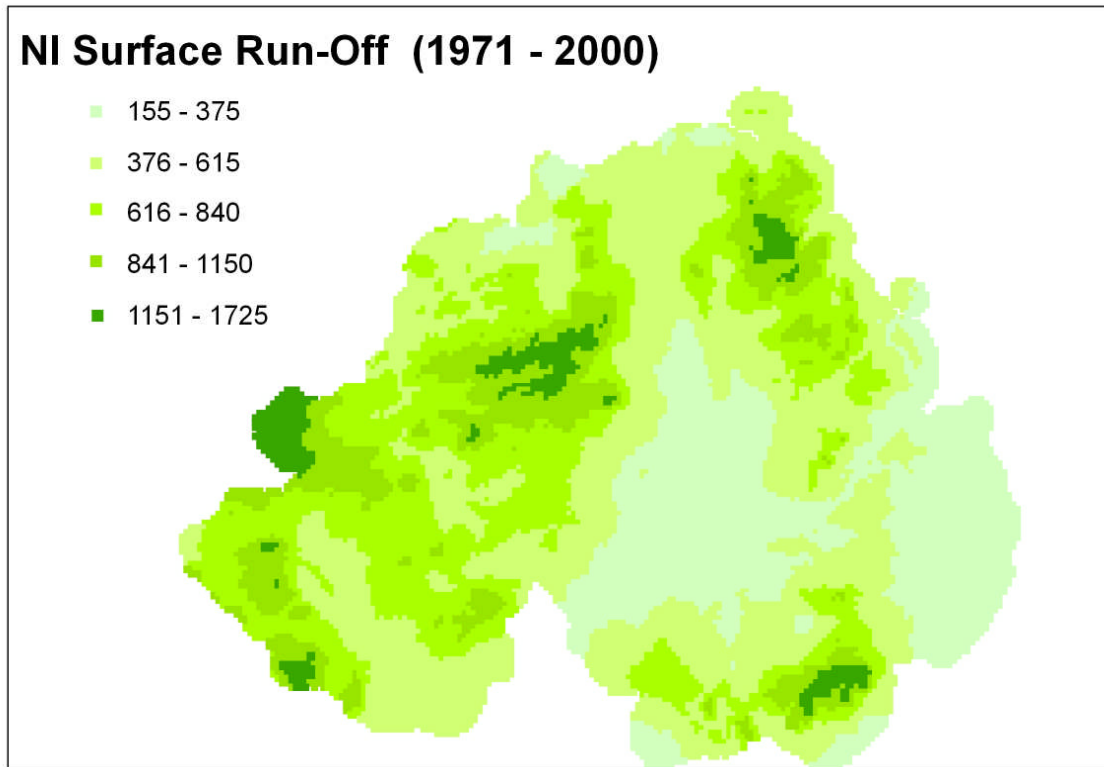 NI Surface Run-Off (1971 - 2000)
155 - 375
376 - 615
616 - 840
841 - 1150
1151 - 1725